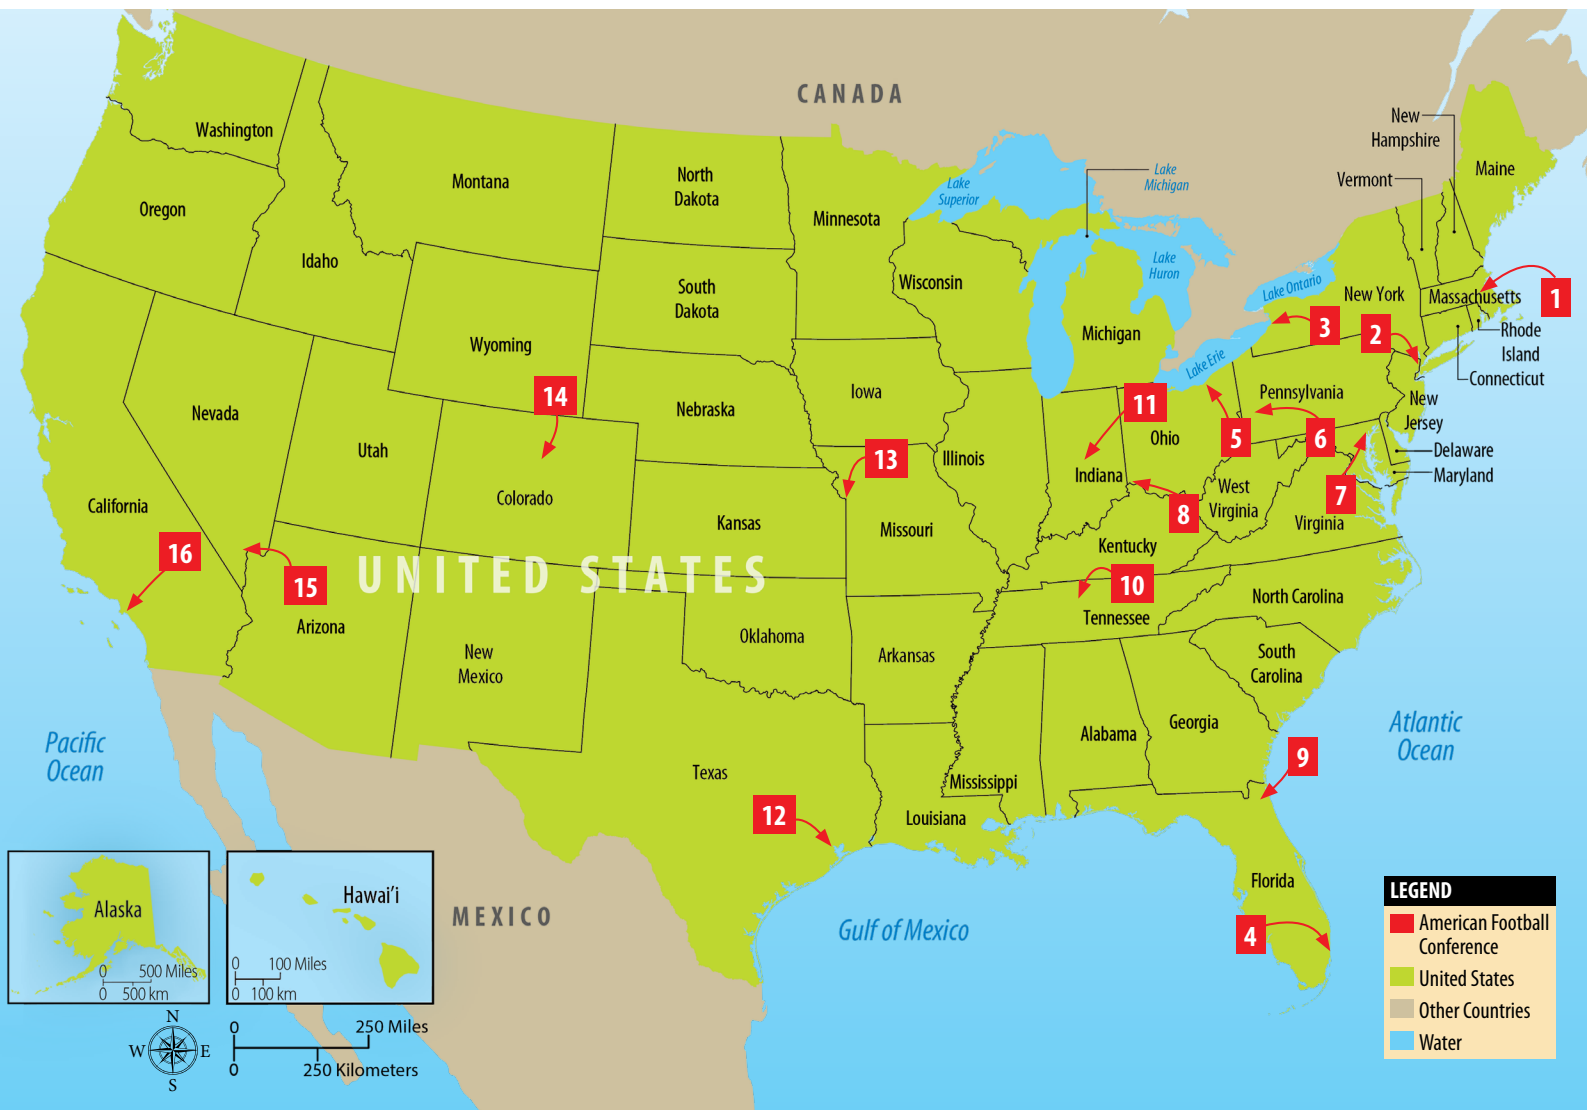 CANADA
New
Hampshire
Vermont
Maine
Washington
Montana
North
Dakota
Minnesota
Lake
Superior
Lake
Michigan
Oregon
Idaho
Wisconsin
Lake
Huron
South
Dakota
Lake Ontario
New York
Massachusetts
1
Wyoming
Michigan
3
2
Rhode
Island
Connecticut
Lake Erie
Iowa
Pennsylvania
New
Jersey
14
Nebraska
11
Nevada
Utah
Ohio
5
6
Delaware
Maryland
13
Illinois
Indiana
Colorado
California
West
Virginia
7
8
Virginia
Kansas
Missouri
Kentucky
16
15
UNITED STATES
10
Tennessee
North Carolina
Arizona
Oklahoma
Arkansas
New
Mexico
South
Carolina
Georgia
Alabama
Atlantic
Ocean
Pacific
Ocean
9
Texas
Mississippi
12
Louisiana
Florida
4
Gulf of Mexico
MEXICO
Alaska
0 500 Miles
0 500 km
Hawai'i
0 100 Miles
0 100 km
N
W E
S
0 250 Miles
0 250 Kilometers
LEGEND
American Football
Conference
United States
Other Countries
Water